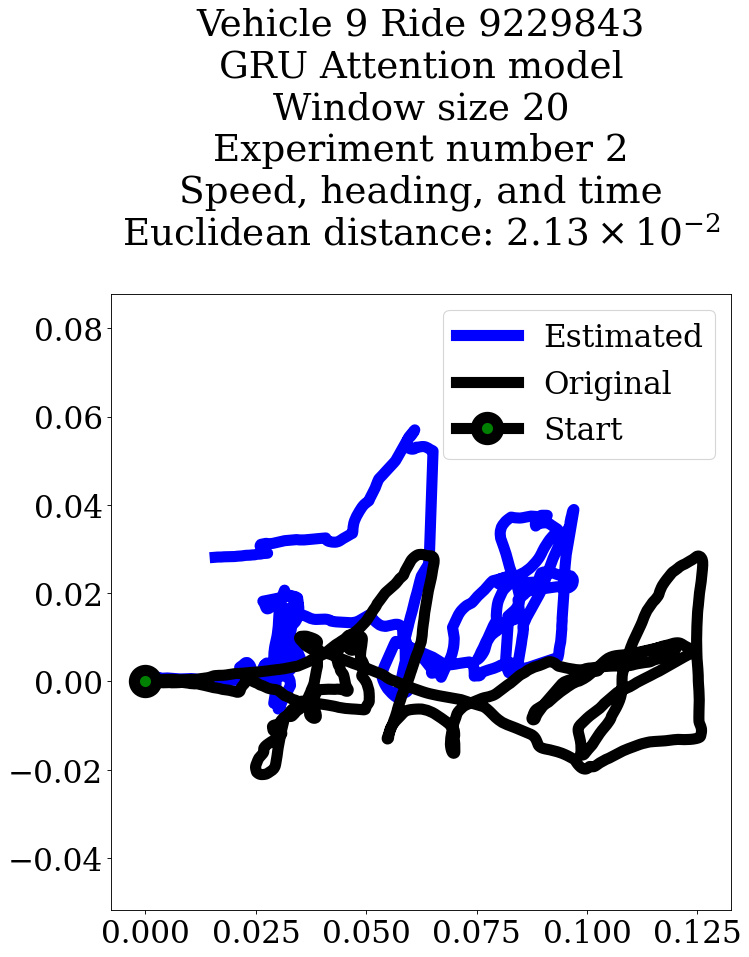 Vehicle 9 Ride 9229843
GRU Attention model
Window size 20
Experiment number 2
Speed, heading, and time
Euclidean distance: 2.13 × 10⁻²
Estimated
Original
Start
0.08
0.06
0.04
0.02
0.00
−0.02
−0.04
0.000 0.025 0.050 0.075 0.100 0.125